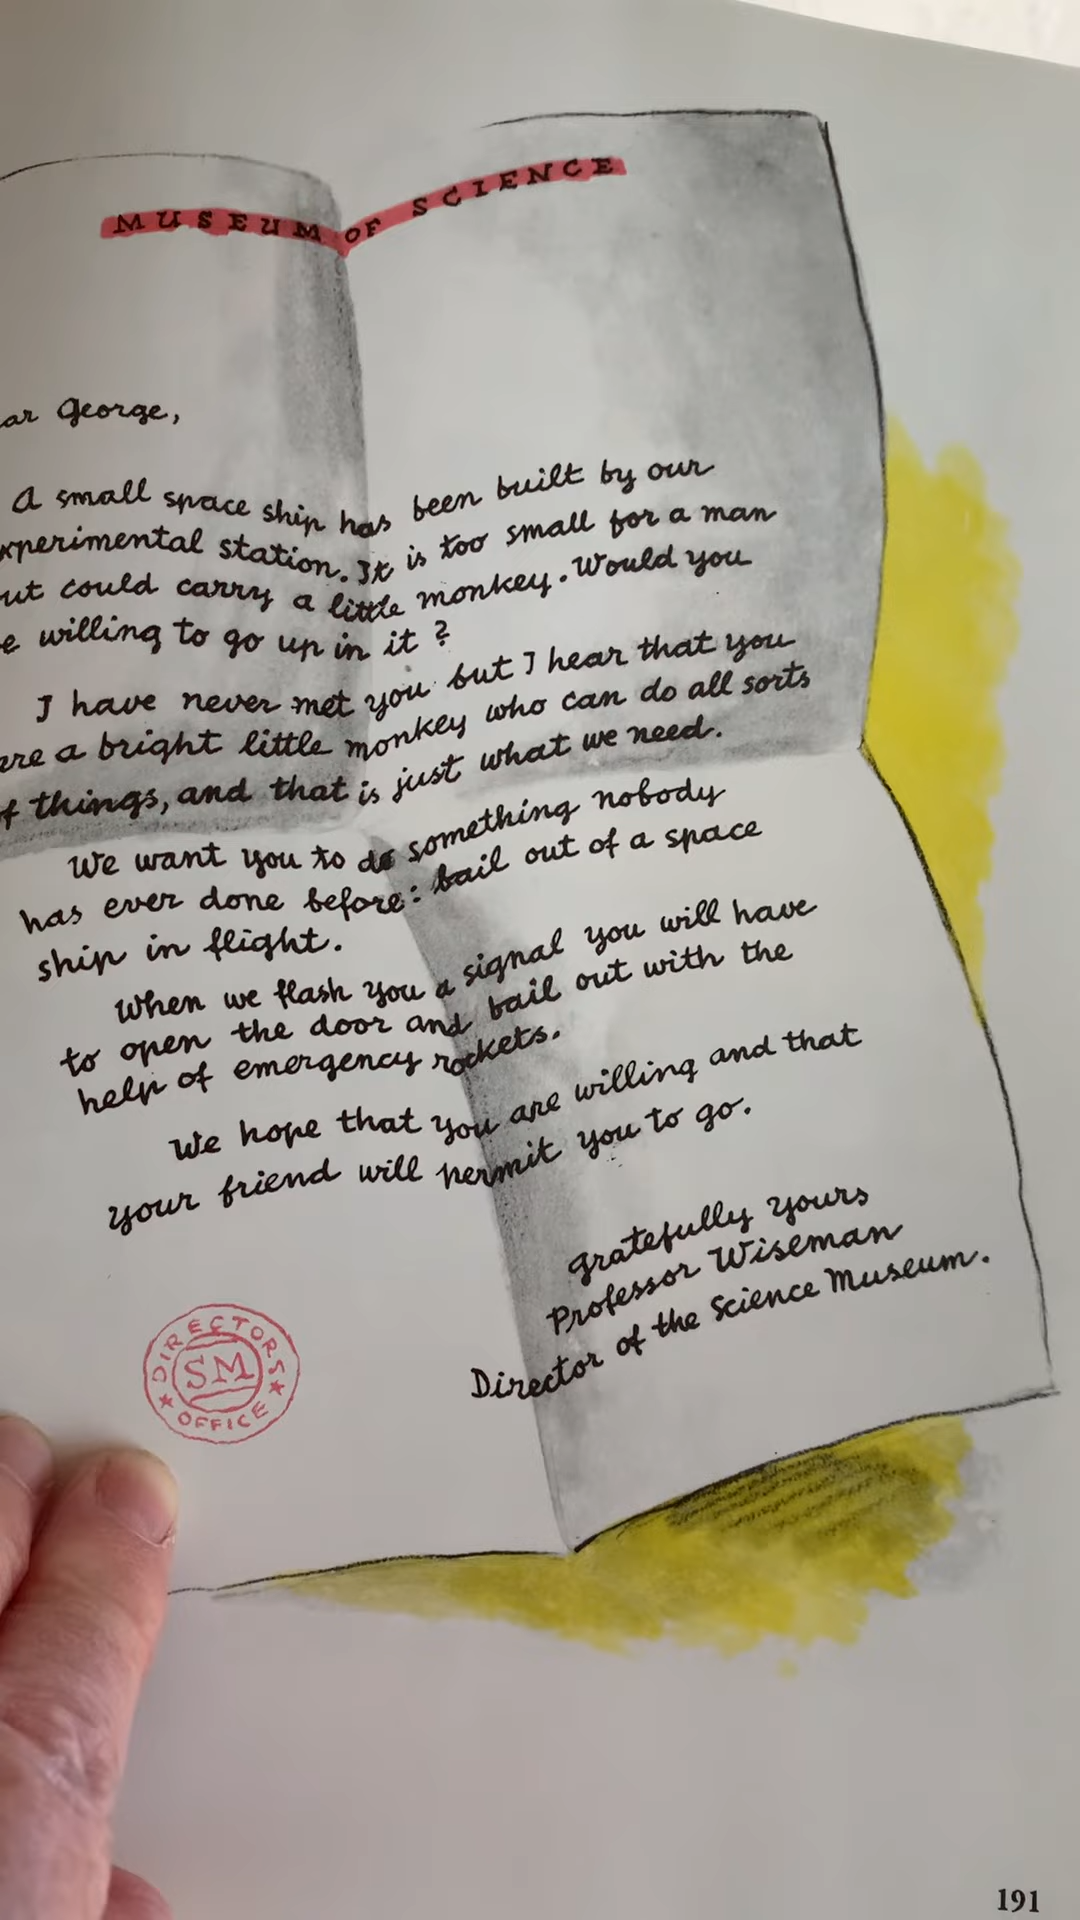 MUSEUM OF SCIENCE
ar George,
A small space ship has been built by our
xperimental station. It is too small for a man
ut could carry a little monkey. Would you
e willing to go up in it?
I have never met you but I hear that you
are a bright little monkey who can do all sorts
f things, and that is just what we need.
We want you to do something nobody
has ever done before: bail out of a space
ship in flight.
When we flash you a signal you will have
to open the door and bail out with the
help of emergency rockets.
We hope that you are willing and that
your friend will permit you to go.
gratefully yours
Professor Wiseman
Director of the Science Museum.
DIRECTORS
SM
OFFICE
191